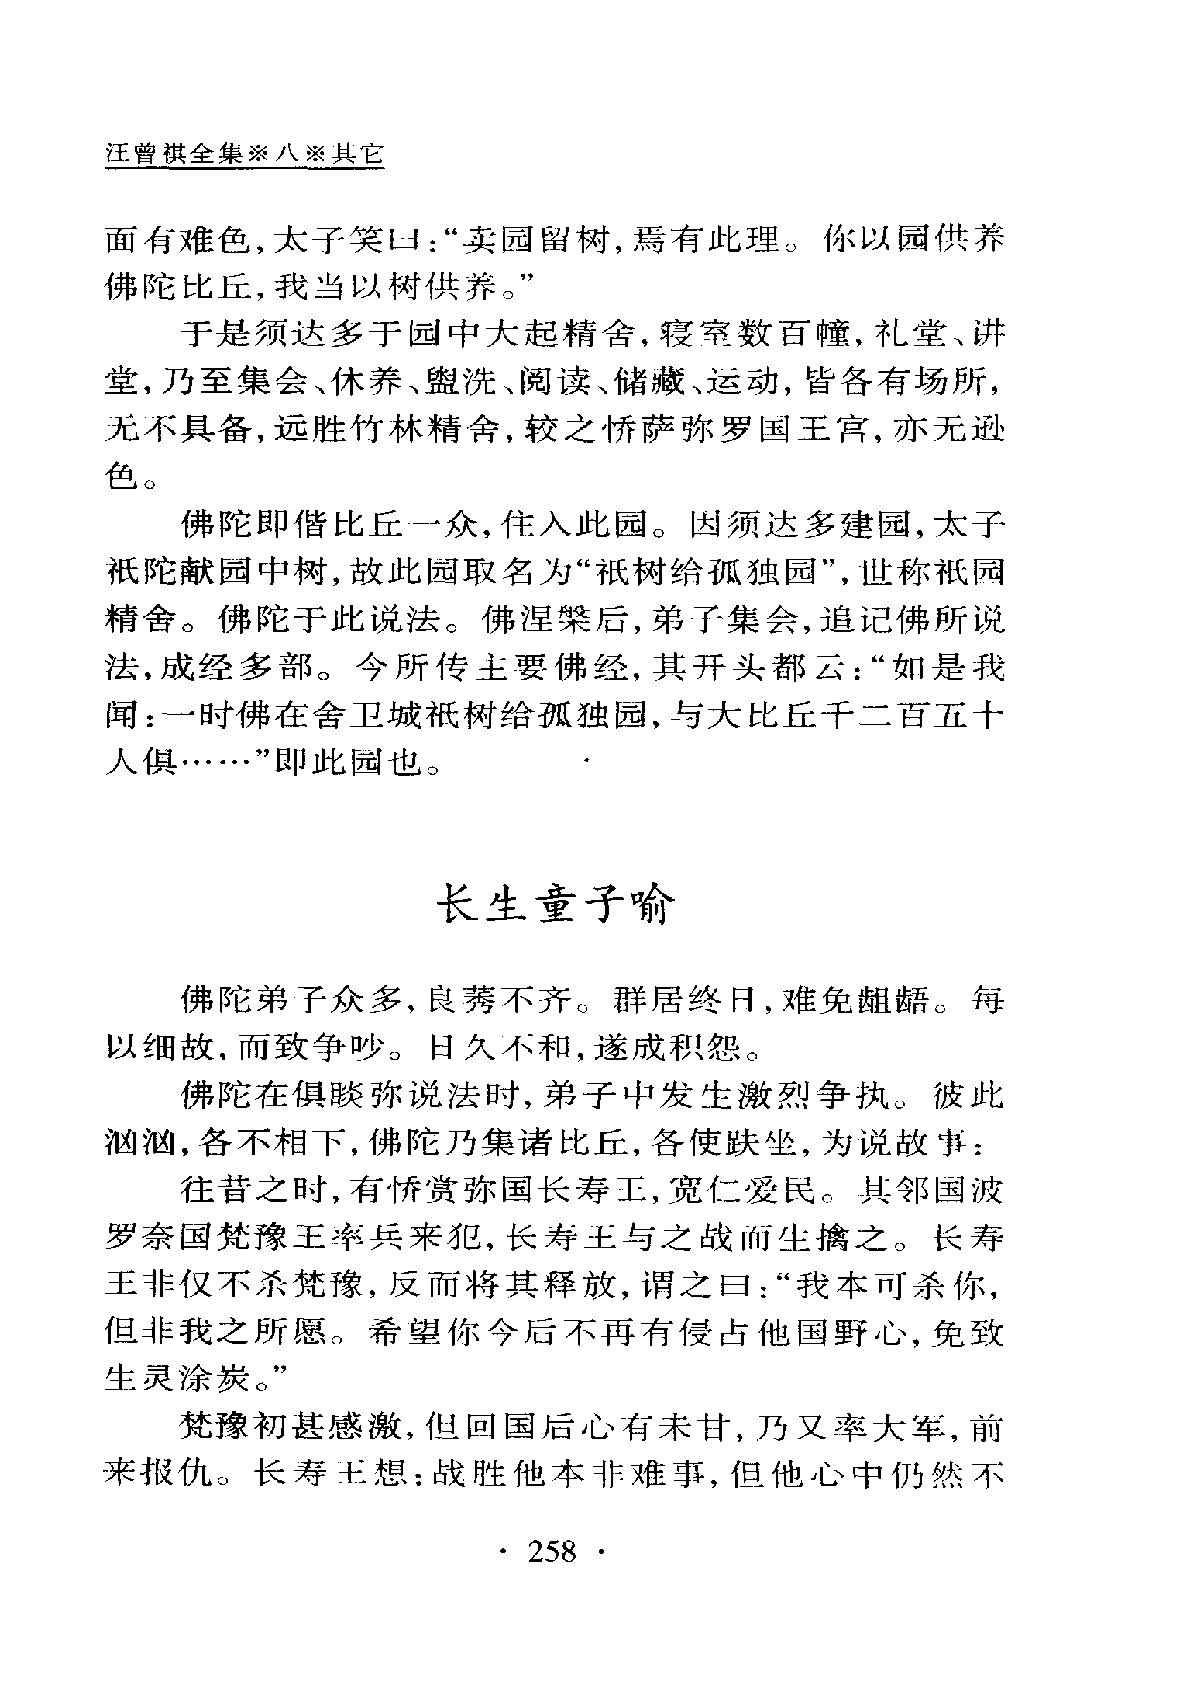 汪曾祺全集※八※其它
面有难色,太子笑曰:“卖园留树,焉有此理。你以园供养
佛陀比丘,我当以树供养。”
于是须达多于园中大起精舍,寝室数百幢,礼堂、讲
堂,乃至集会、休养、盥洗、阅读、储藏、运动,皆各有场所,
无不具备,远胜竹林精舍,较之㤭萨弥罗国王宫,亦无逊
色。
佛陀即偕比丘一众,住入此园。因须达多建园,太子
祇陀献园中树,故此园取名为“祇树给孤独园”,世称祇园
精舍。佛陀于此说法。佛涅槃后,弟子集会,追记佛所说
法,成经多部。今所传主要佛经,其开头都云:“如是我
闻:一时佛在舍卫城祇树给孤独园,与大比丘千二百五十
人俱……”即此园也。
长生童子喻
佛陀弟子众多,良莠不齐。群居终日,难免龃龉。每
以细故,而致争吵。日久不和,遂成积怨。
佛陀在俱睒弥说法时,弟子中发生激烈争执。彼此
汹汹,各不相下,佛陀乃集诸比丘,各使趺坐,为说故事:
往昔之时,有㤭赏弥国长寿王,宽仁爱民。其邻国波
罗奈国梵豫王率兵来犯,长寿王与之战而生擒之。长寿
王非仅不杀梵豫,反而将其释放,谓之曰:“我本可杀你,
但非我之所愿。希望你今后不再有侵占他国野心,免致
生灵涂炭。”
梵豫初甚感激,但回国后心有未甘,乃又率大军,前
来报仇。长寿王想:战胜他本非难事,但他心中仍然不
· 258 ·